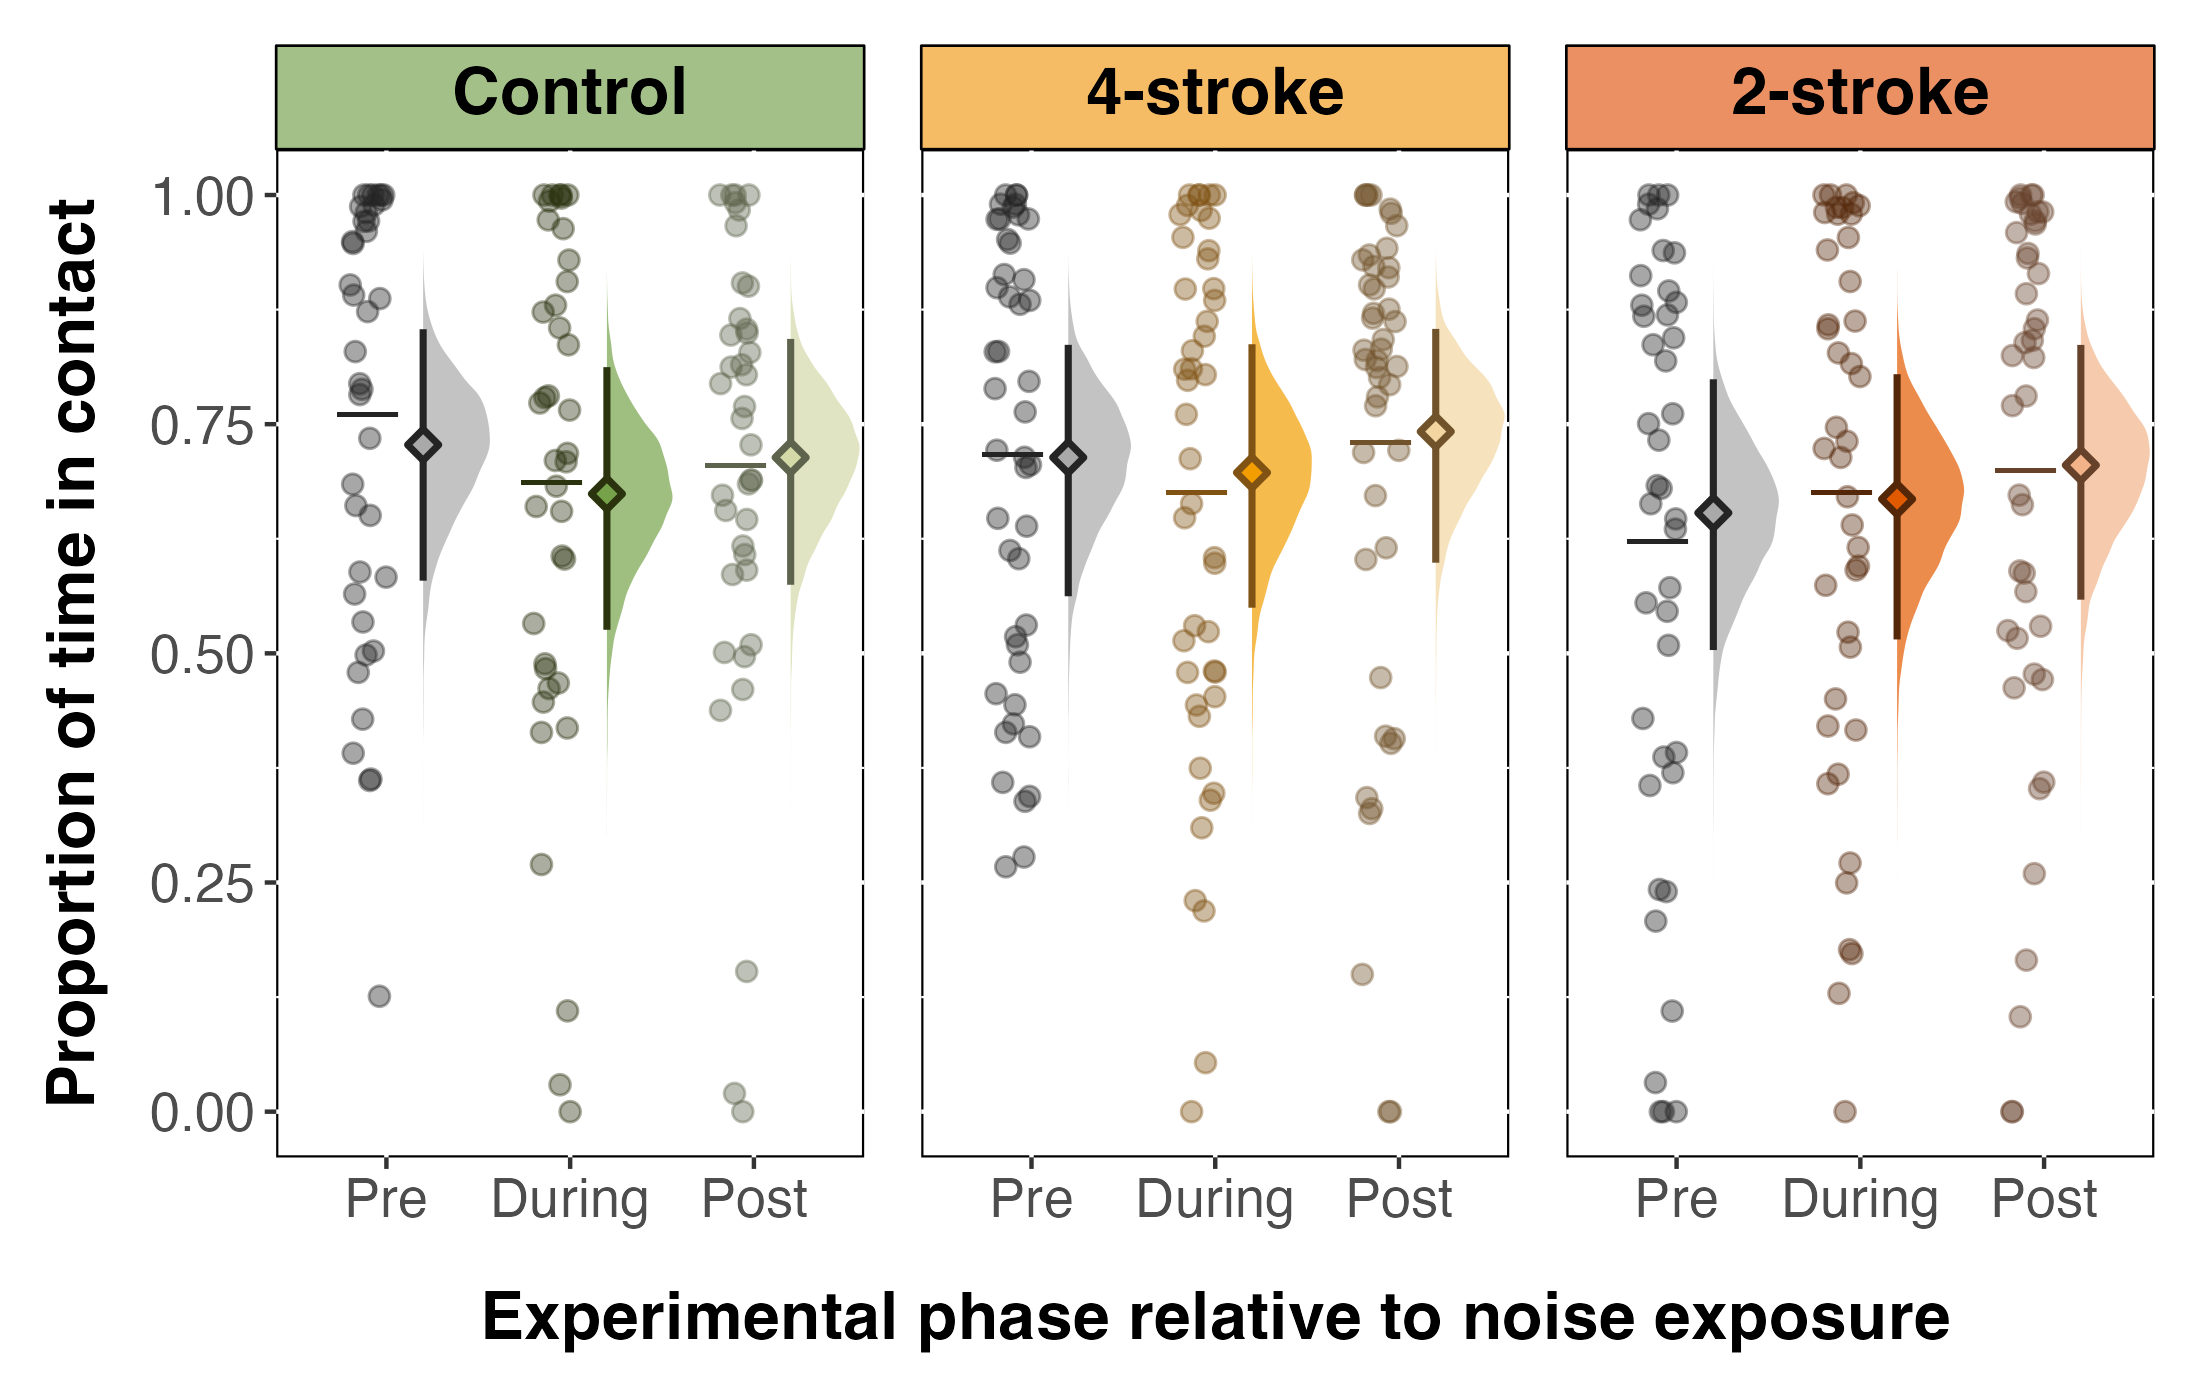 Control 4-stroke 2-stroke
Proportion of time in contact
1.00
0.75
0.50
0.25
0.00
Pre During Post Pre During Post Pre During Post
Experimental phase relative to noise exposure